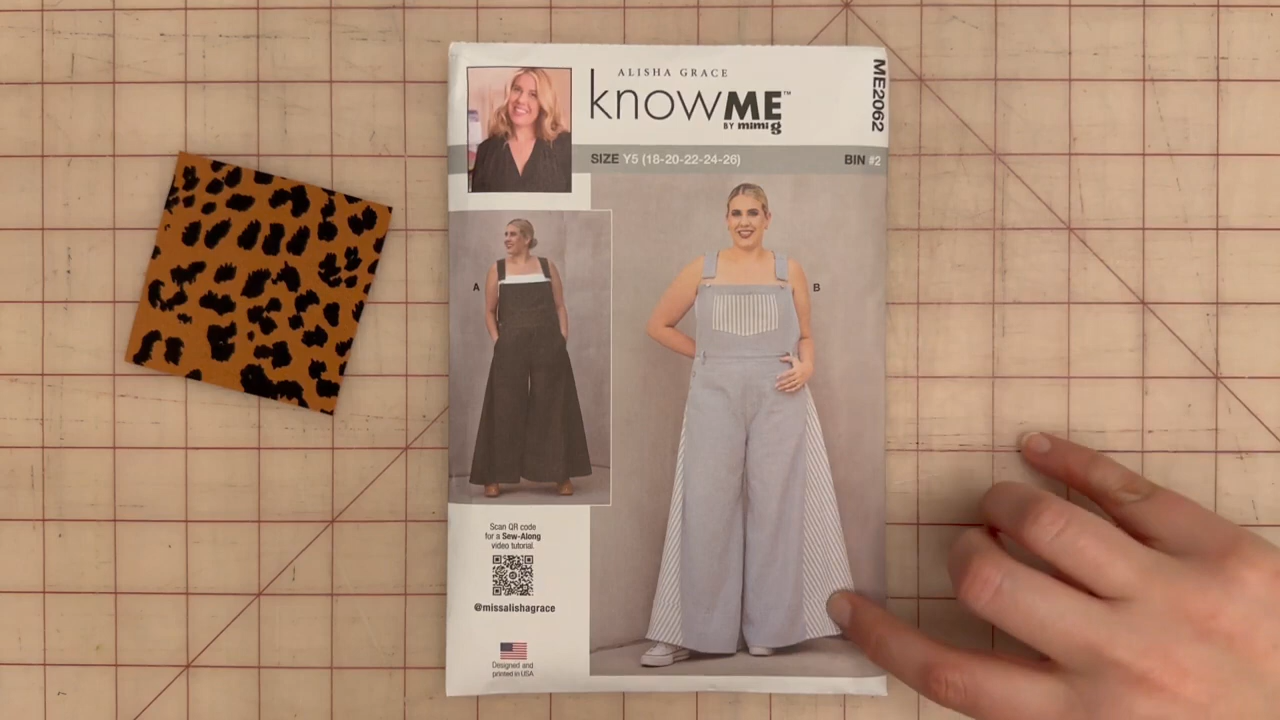 ALISHA GRACE
knowME™
BY mimi g
ME2062
SIZE Y5 (18-20-22-24-26)
BIN #2
A
B
Scan QR code
for a Sew-Along
video tutorial.
@missalishagrace
Designed and
printed in USA